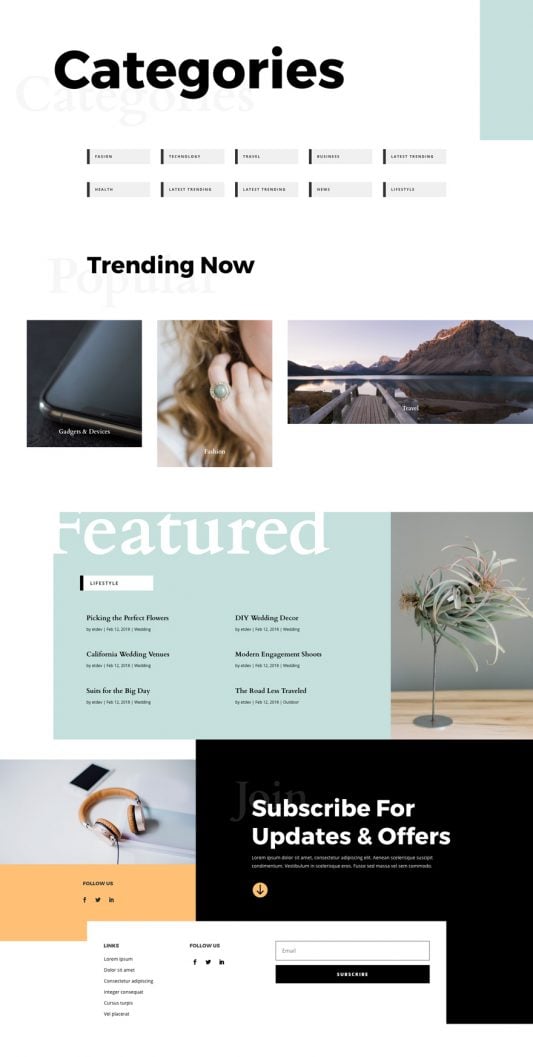 Categories
Categories
FASION
TECHNOLOGY
TRAVEL
BUSINESS
LATEST TRENDING
HEALTH
LATEST TRENDING
LATEST TRENDING
NEWS
LIFESTYLE
Popular
Trending Now
Gadgets & Devices
Fashion
Travel
Featured
LIFESTYLE
Picking the Perfect Flowers
by etdev | Feb 12, 2018 | Wedding
DIY Wedding Decor
by etdev | Feb 12, 2018 | Wedding
California Wedding Venues
by etdev | Feb 12, 2018 | Wedding
Modern Engagement Shoots
by etdev | Feb 12, 2018 | Wedding
Suits for the Big Day
by etdev | Feb 12, 2018 | Wedding
The Road Less Traveled
by etdev | Feb 12, 2018 | Outdoor
Join
Subscribe For
Updates & Offers
Lorem ipsum dolor sit amet, consectetur adipiscing elit. Aenean scelerisque suscipit
condimentum. Vestibulum in scelerisque eros. Fusce sed massa vel sem commodo.
FOLLOW US
LINKS
Lorem ipsum
Dolor sit amet
Consectetur adipiscing
Integer consequat
Cursus turpis
Vel placerat
FOLLOW US
Email
SUBSCRIBE